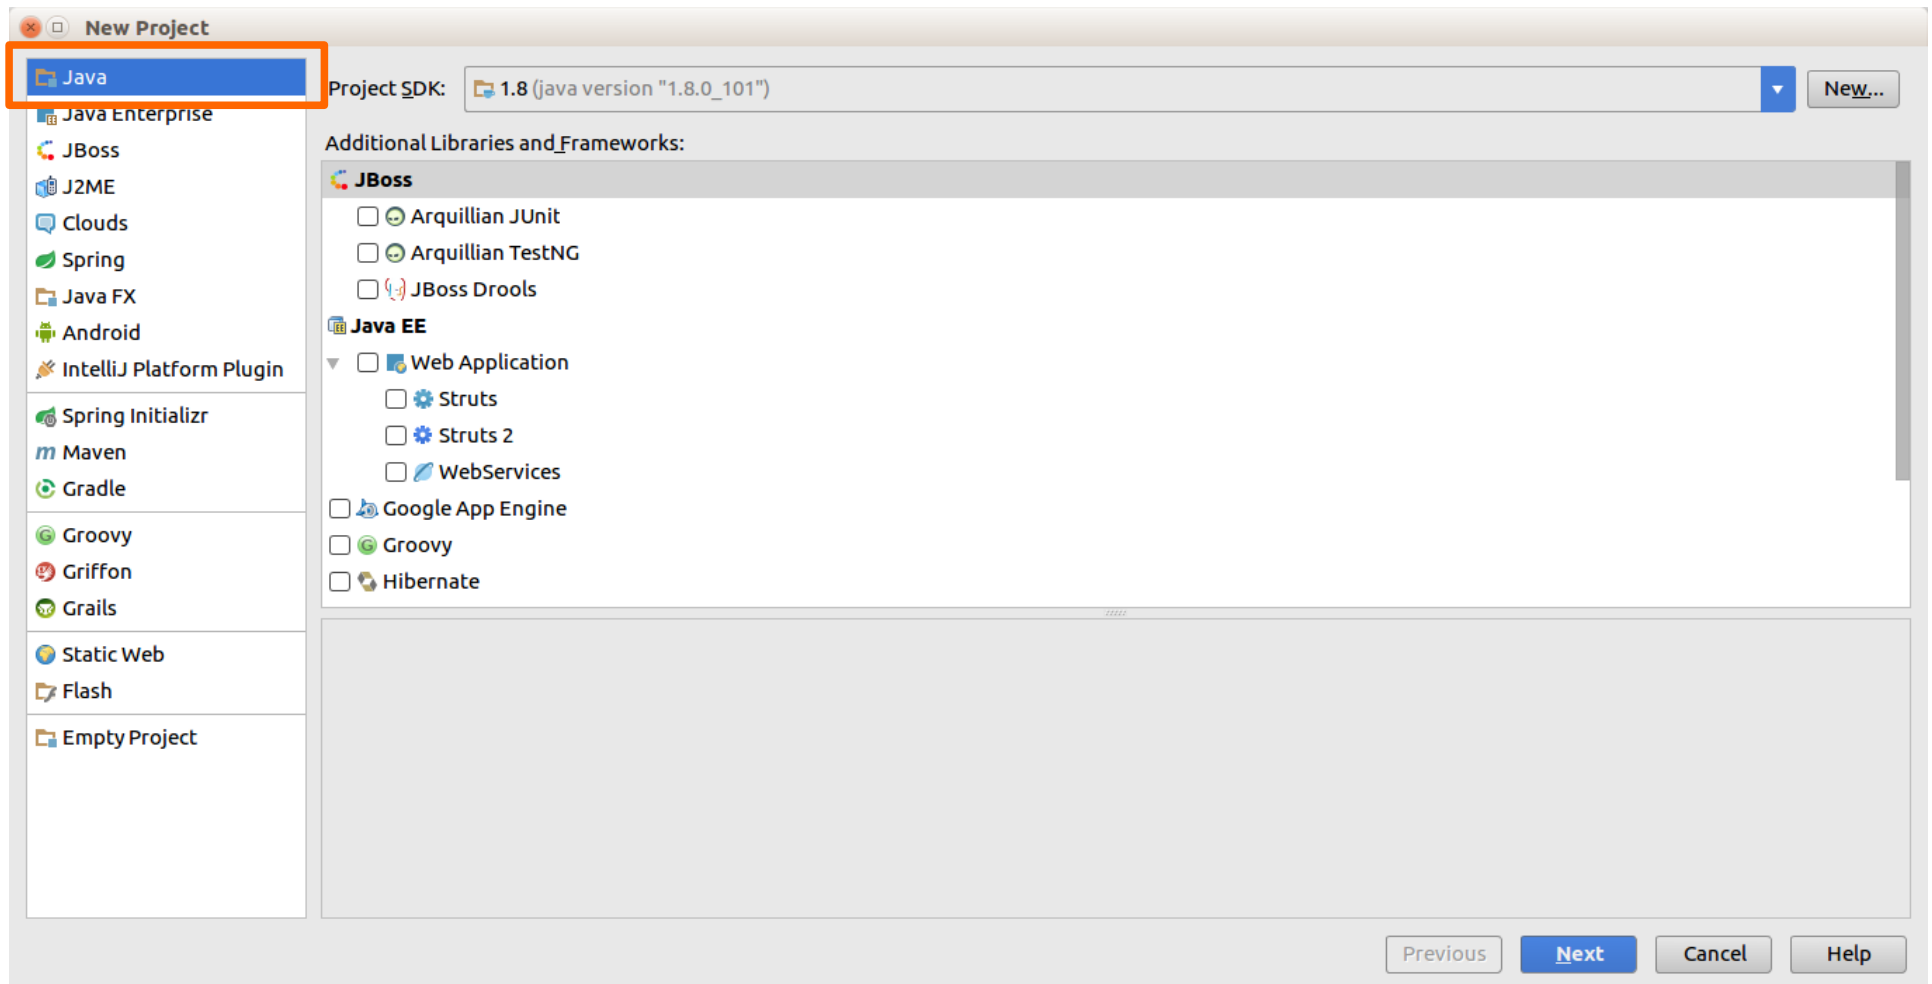 New Project
Java
Java Enterprise
JBoss
J2ME
Clouds
Spring
Java FX
Android
IntelliJ Platform Plugin
Spring Initializr
Maven
Gradle
Groovy
Griffon
Grails
Static Web
Flash
Empty Project
Project SDK: 1.8 (java version "1.8.0_101") New...
Additional Libraries and Frameworks:
JBoss
Arquillian JUnit
Arquillian TestNG
JBoss Drools
Java EE
Web Application
Struts
Struts 2
WebServices
Google App Engine
Groovy
Hibernate
Previous Next Cancel Help